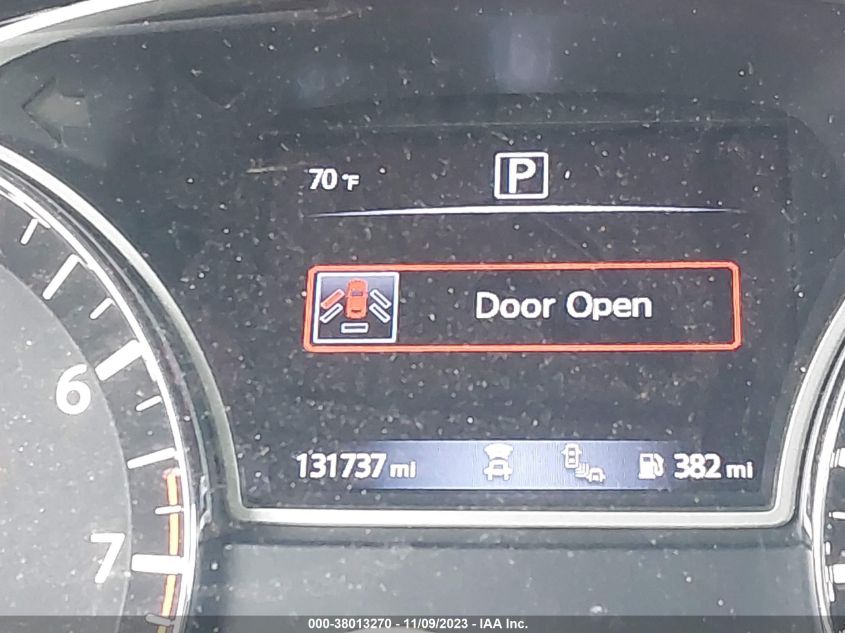 70 °F P
Door Open
6
131737 mi 382 mi
7
000-38013270 - 11/09/2023 - IAA Inc.